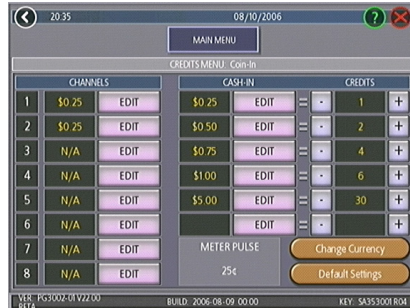 20:35 08/10/2006 ?
MAIN MENU
CREDITS MENU: Coin-In
CHANNELS CASH-IN CREDITS
1 $0.25 EDIT $0.25 EDIT = - 1 +
2 $0.25 EDIT $0.50 EDIT = - 2 +
3 N/A EDIT $0.75 EDIT = - 4 +
4 N/A EDIT $1.00 EDIT = - 6 +
5 N/A EDIT $5.00 EDIT = - 30 +
6 N/A EDIT EDIT = - +
7 N/A EDIT METER PULSE Change Currency
8 N/A EDIT 25¢ Default Settings
VER: PG3002-01 V22.00 BUILD: 2006-08-09 00:00 KEY: SA353001 R04
BETA